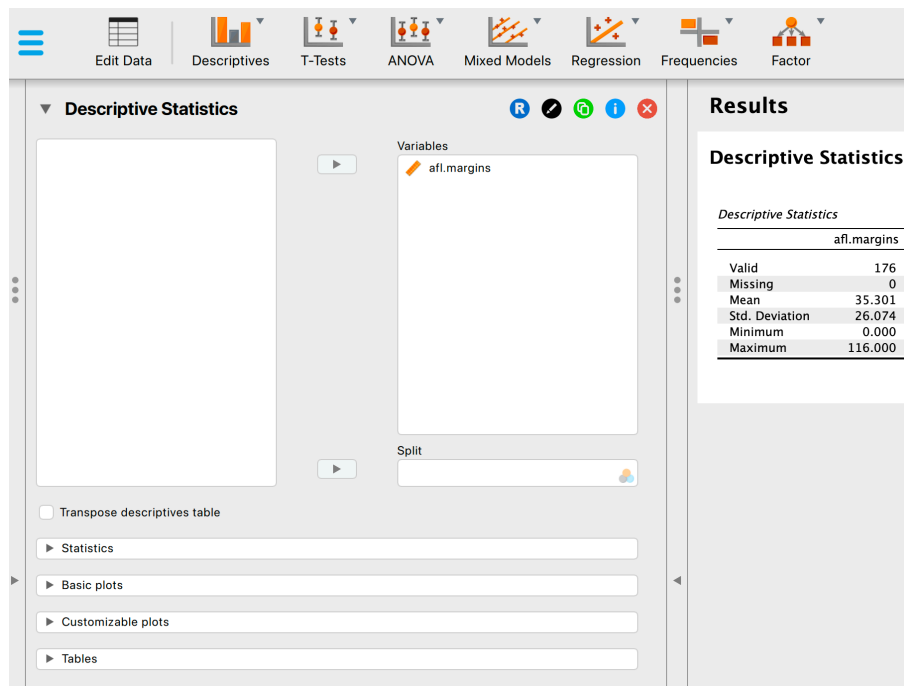 Edit Data
Descriptives
T-Tests
ANOVA
Mixed Models
Regression
Frequencies
Factor
Descriptive Statistics
R
i
Variables
afl.margins
Split
Transpose descriptives table
Statistics
Basic plots
Customizable plots
Tables
Results
Descriptive Statistics
Descriptive Statistics
afl.margins
Valid 176
Missing 0
Mean 35.301
Std. Deviation 26.074
Minimum 0.000
Maximum 116.000